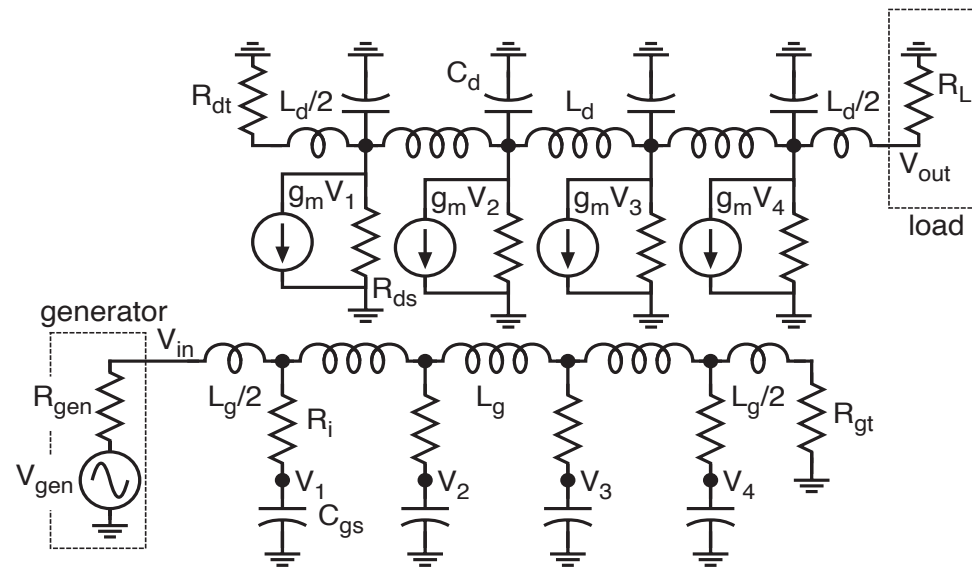 C_d
R_L
R_dt
L_d/2
L_d
L_d/2
V_out
g_mV_1
g_mV_2
g_mV_3
g_mV_4
load
R_ds
generator
V_in
R_gen
L_g/2
L_g
L_g/2
R_gt
R_i
V_gen
V_1
V_2
V_3
V_4
C_gs